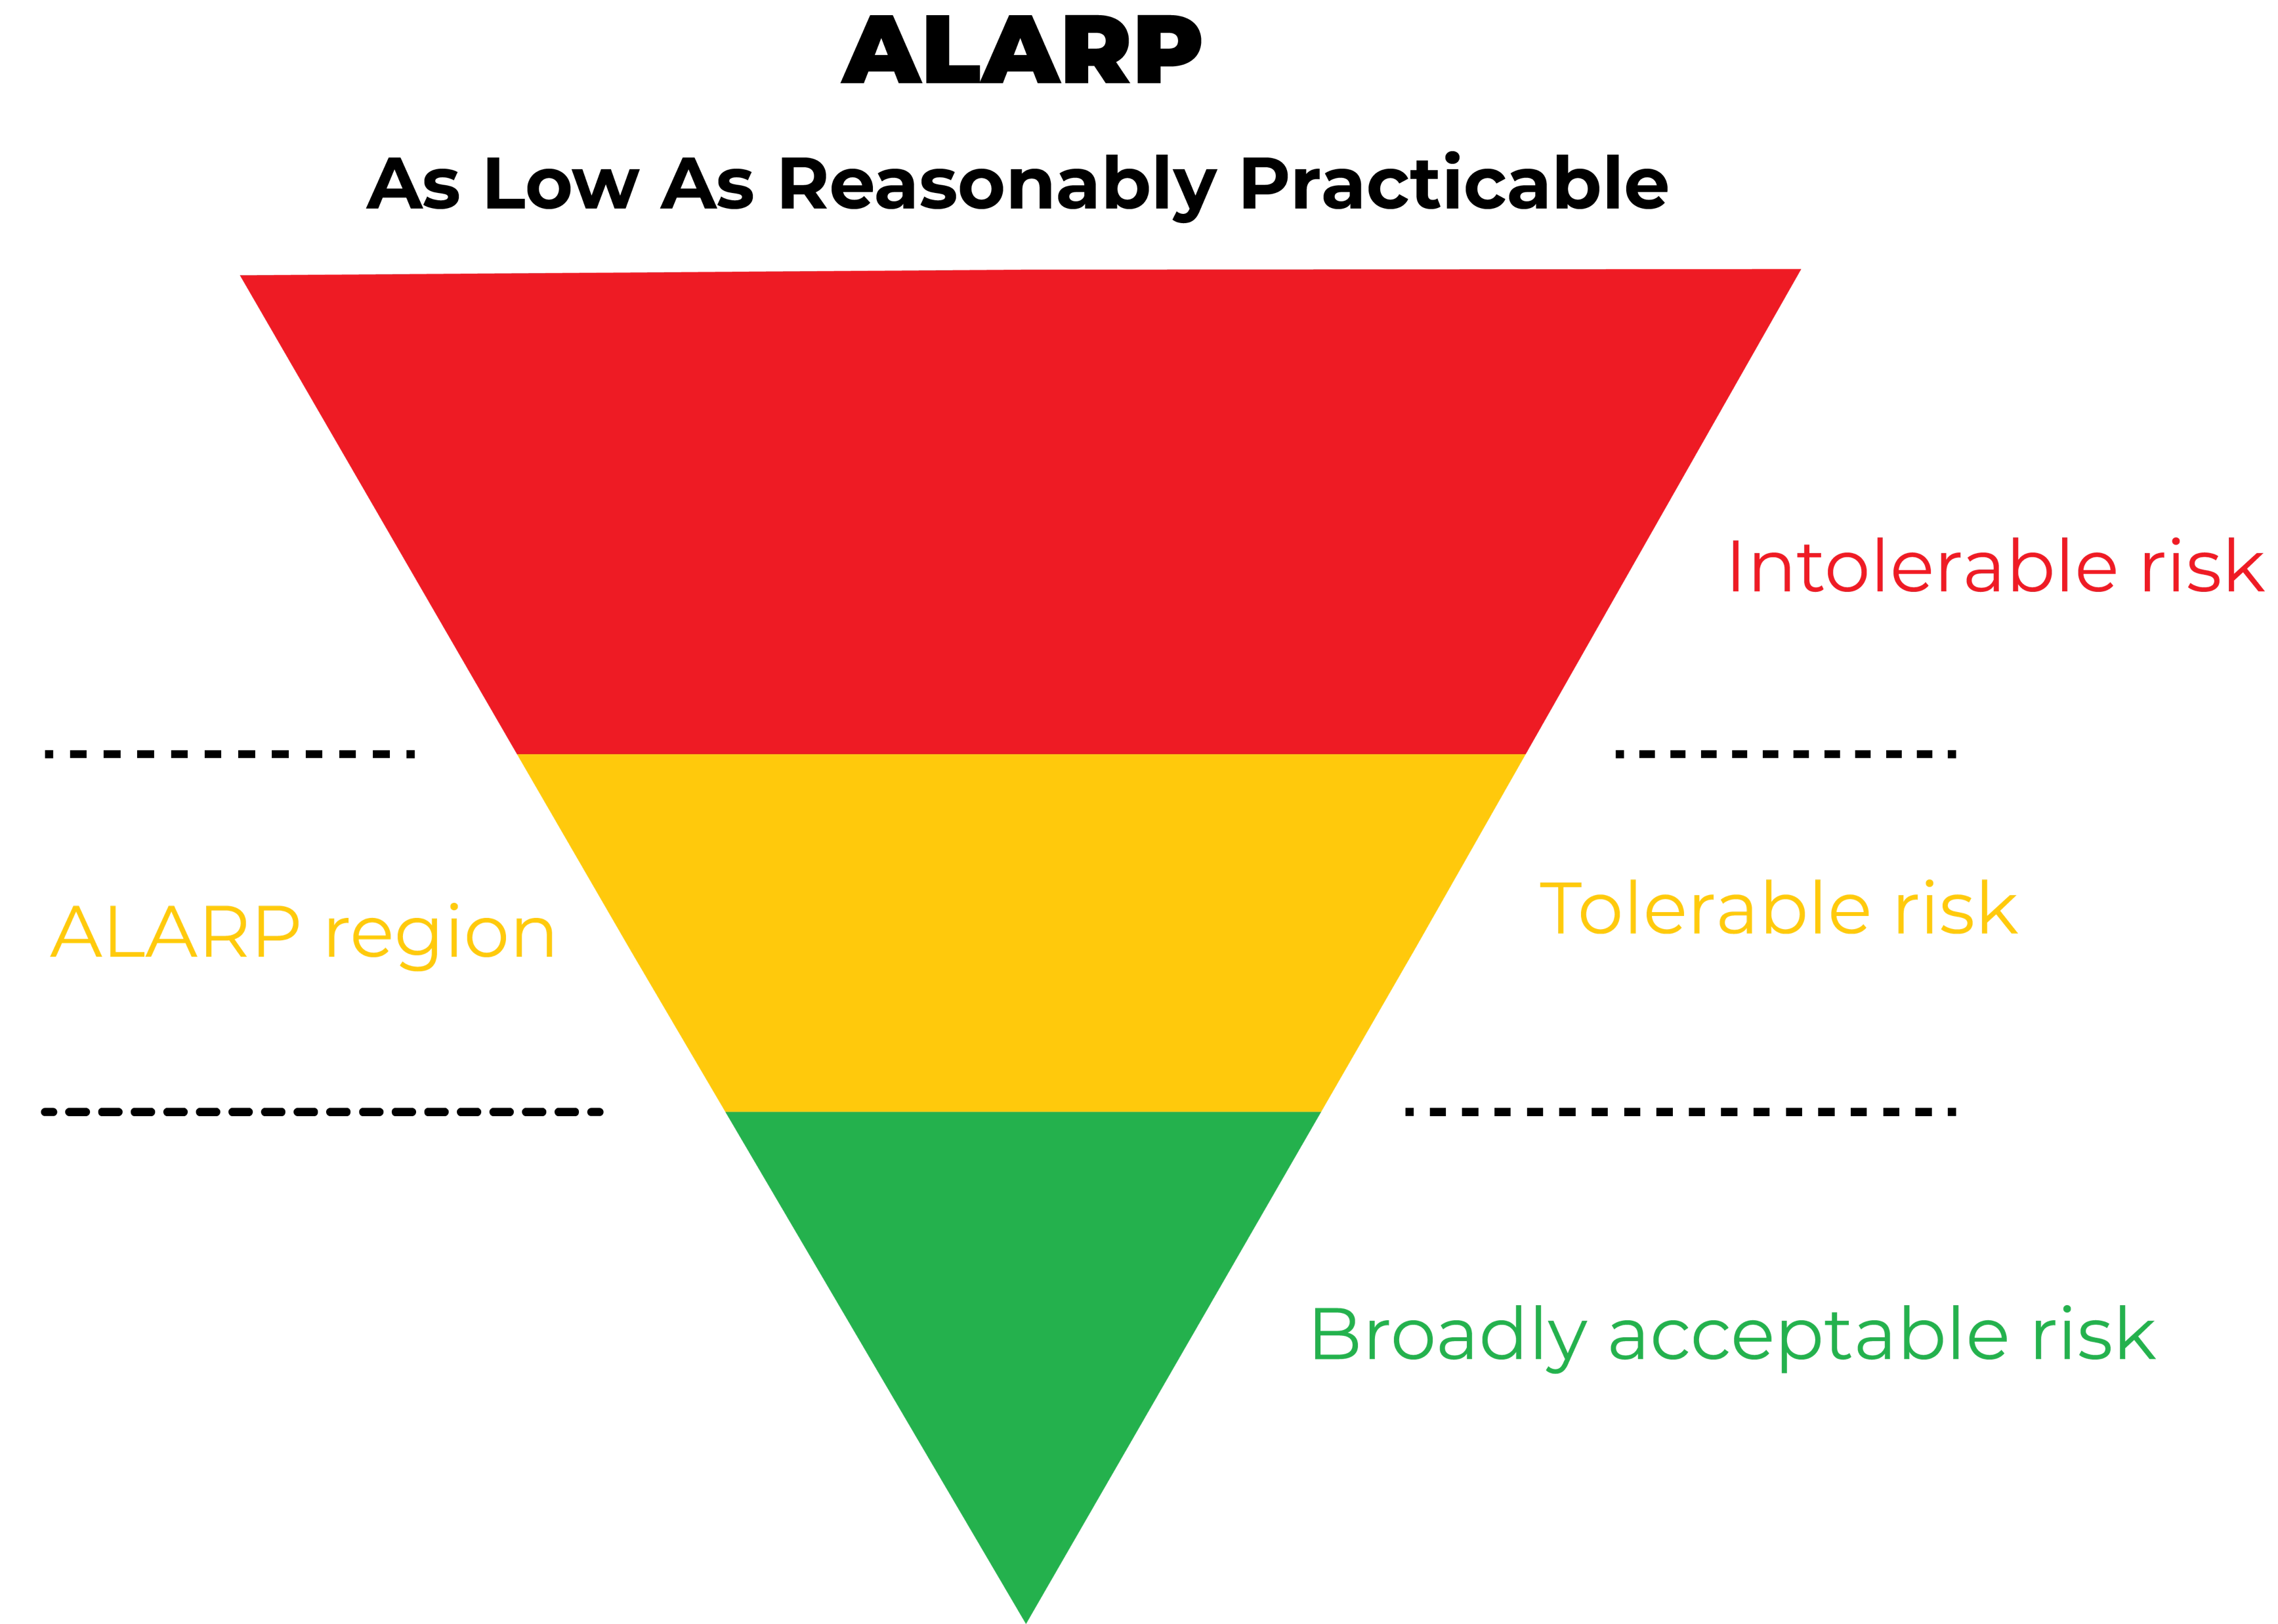 ALARP
As Low As Reasonably Practicable
Intolerable risk
ALARP region
Tolerable risk
Broadly acceptable risk